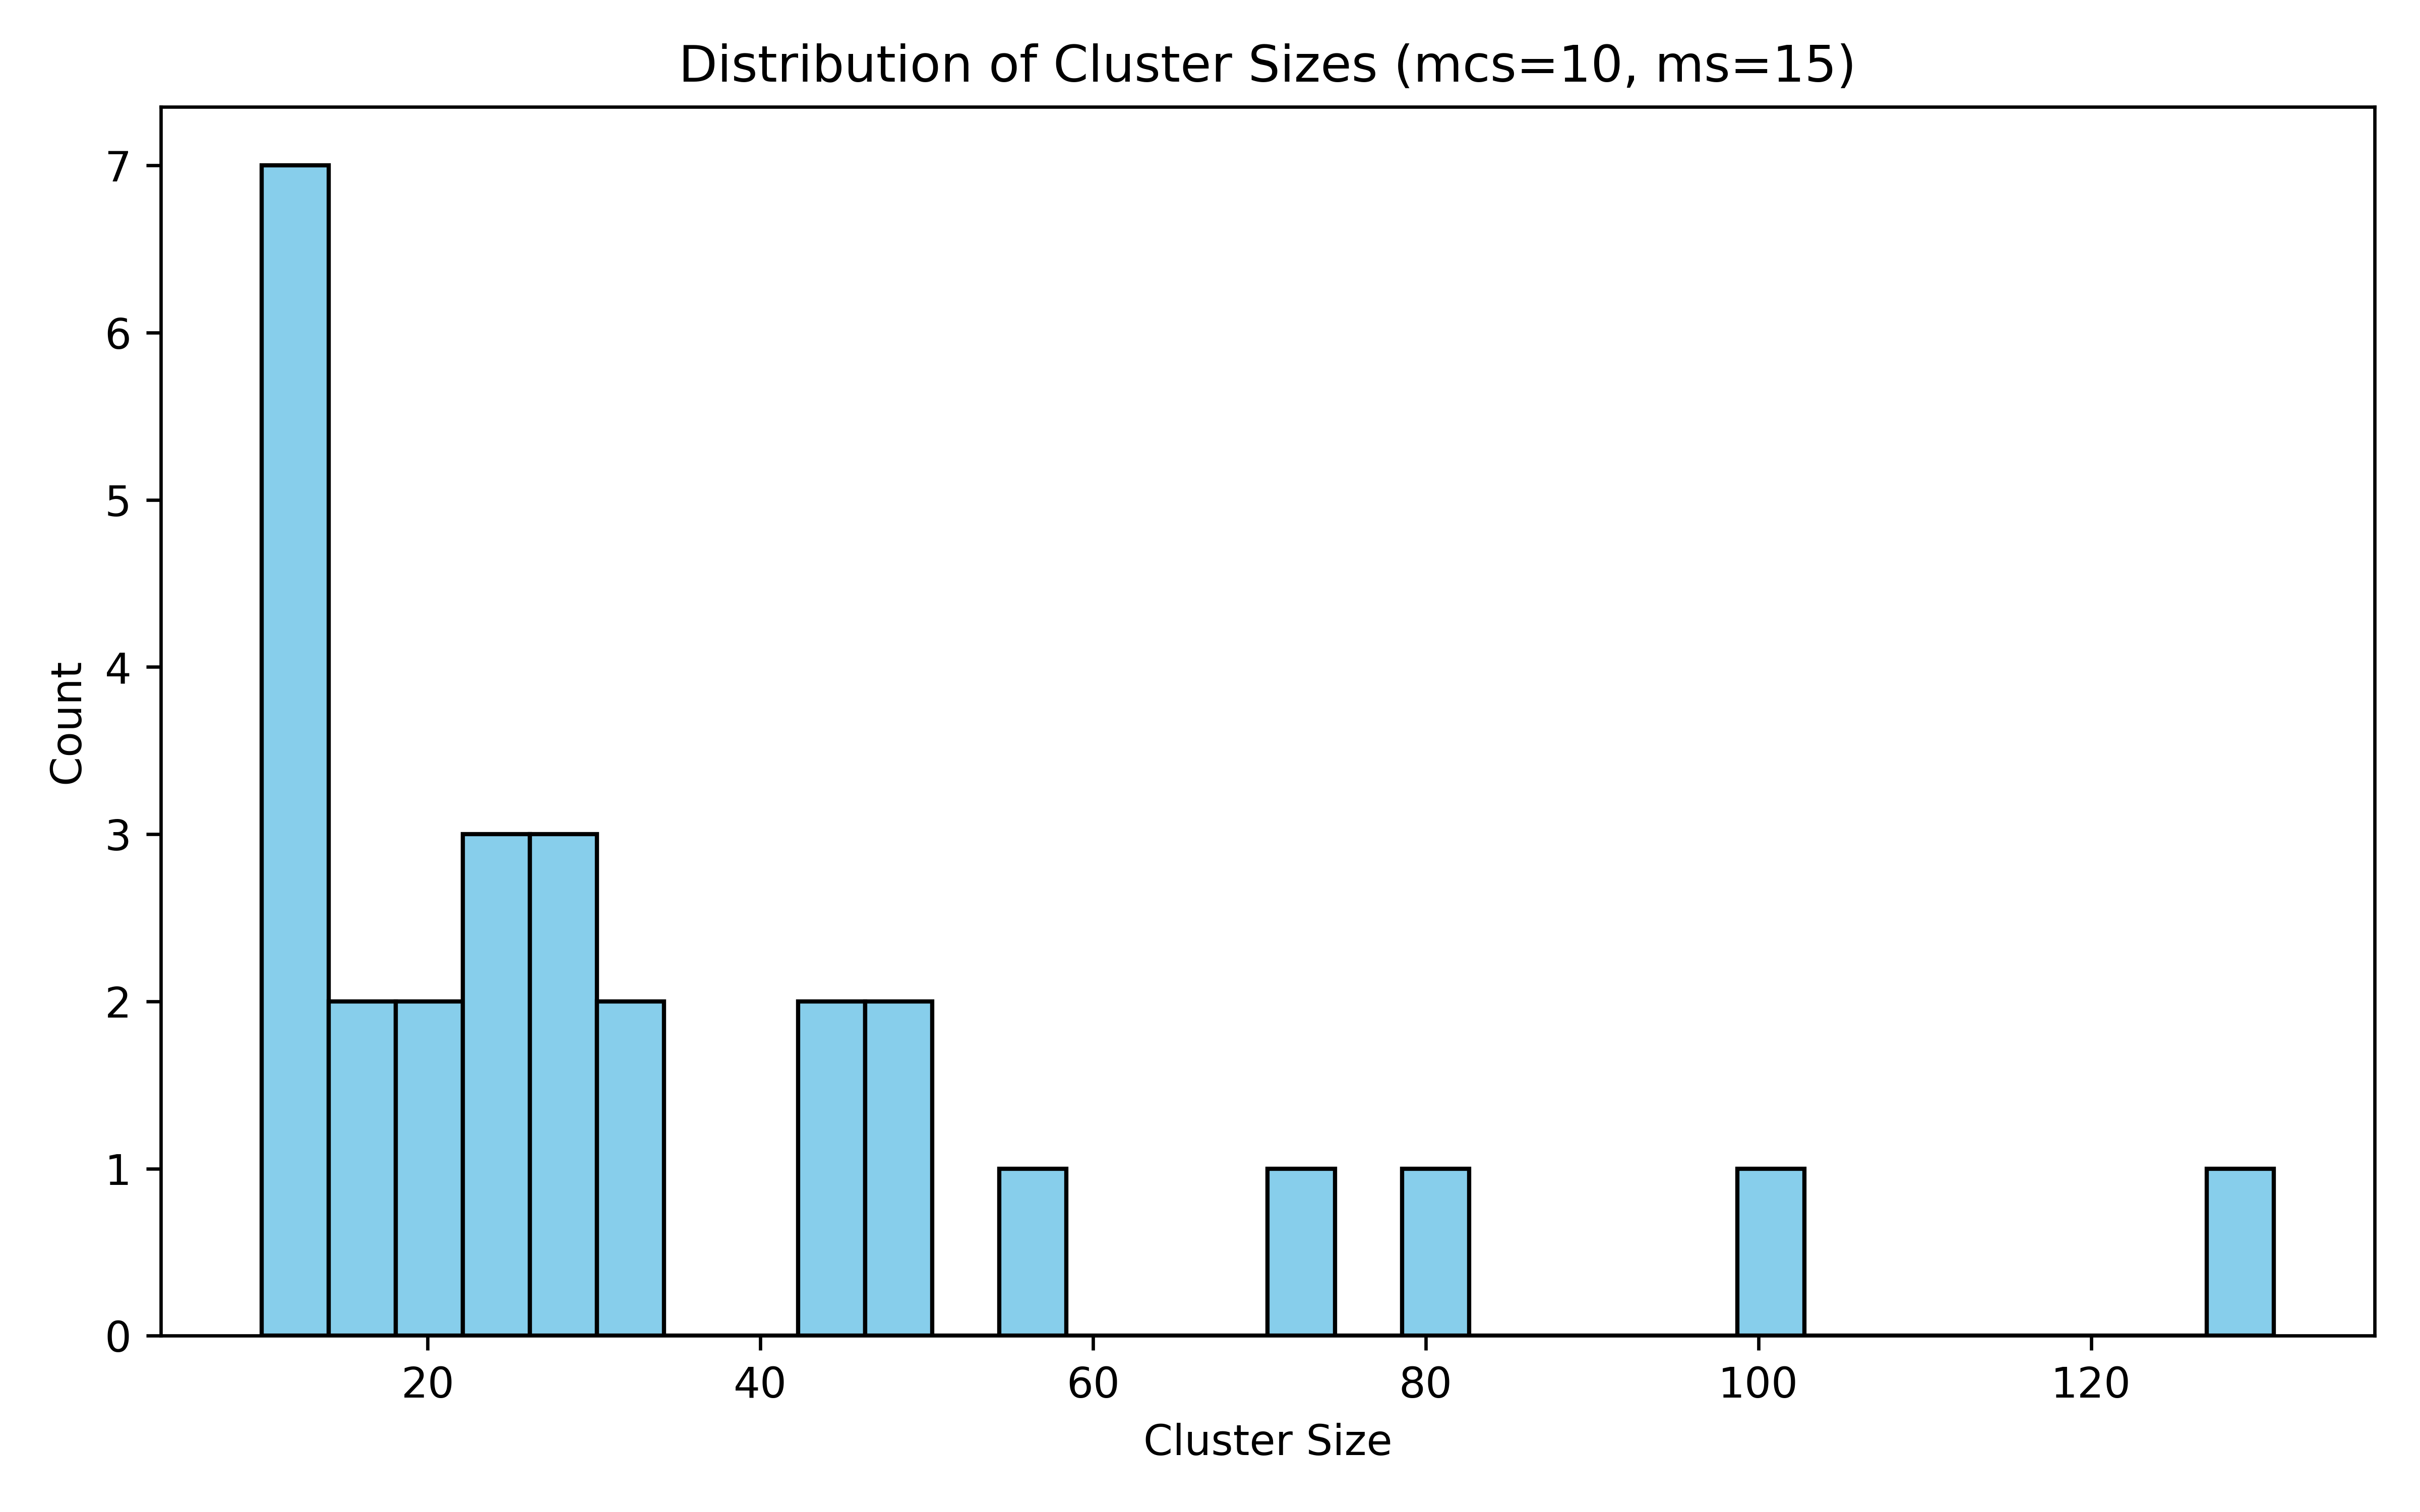 Distribution of Cluster Sizes (mcs=10, ms=15)
7
6
5
4
3
2
1
0
Count
20 40 60 80 100 120
Cluster Size